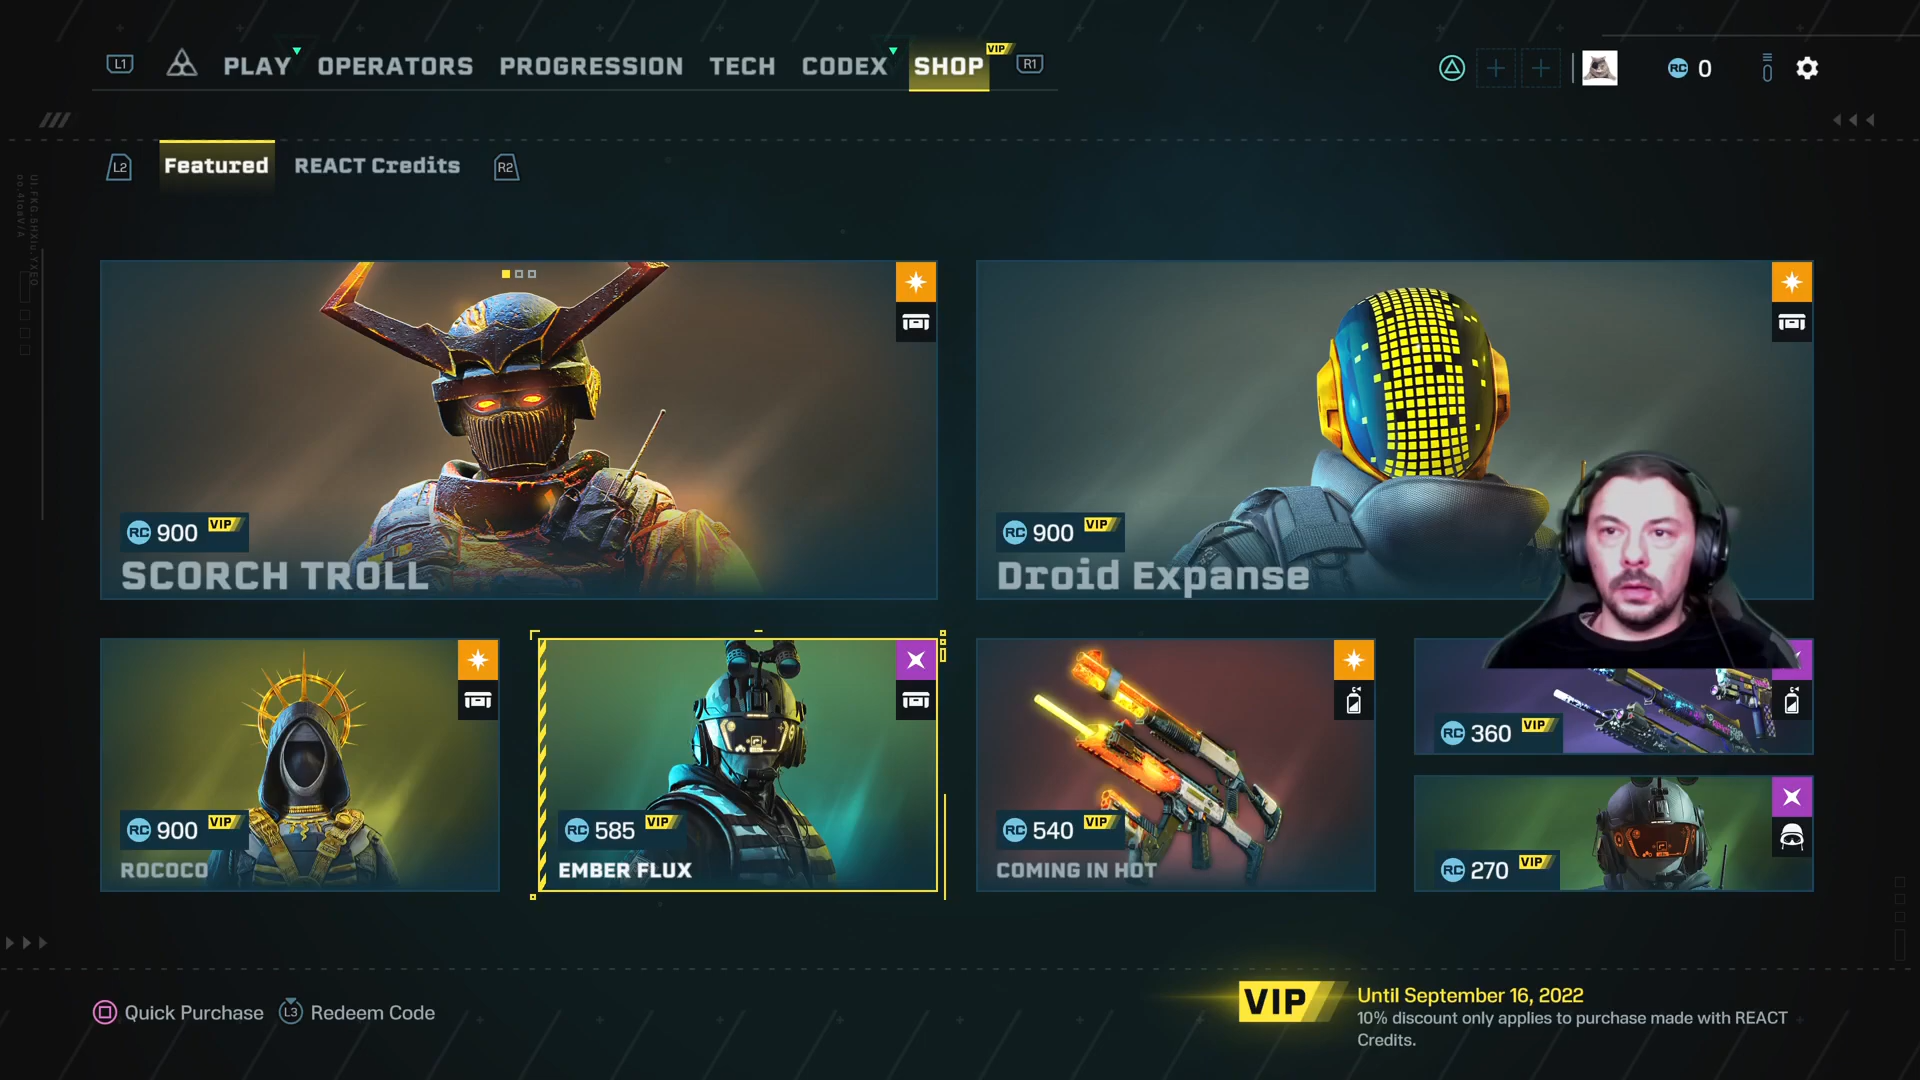 L1 PLAY OPERATORS PROGRESSION TECH CODEX SHOP VIP R1
RC 0
L2 Featured REACT Credits R2
RC 900 VIP
SCORCH TROLL
RC 900 VIP
Droid Expanse
RC 900 VIP
ROCOCO
RC 585 VIP
EMBER FLUX
RC 540 VIP
COMING IN HOT
RC 360 VIP
RC 270 VIP
Quick Purchase L3 Redeem Code
VIP
Until September 16, 2022
10% discount only applies to purchase made with REACT
Credits.